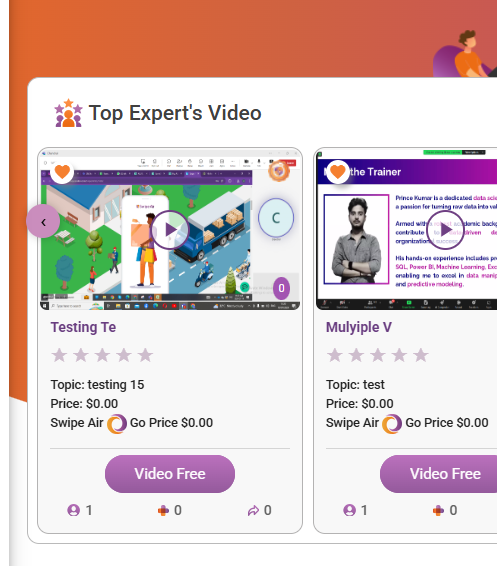 Top Expert's Video
C
0
the Trainer
Prince Kumar is a dedicated data scie
a passion for turning raw data into val
Armed with academic backg
contribute driven de
organization success.
His hands-on experience includes pro
SQL, Power BI, Machine Learning, Exc
enabling me to excel in data manip
and predictive modeling.
Testing Te
Topic: testing 15
Price: $0.00
Swipe Air Go Price $0.00
Video Free
1 0 0
Mulyiple V
Topic: test
Price: $0.00
Swipe Air Go Price $0.00
Video Free
1 0